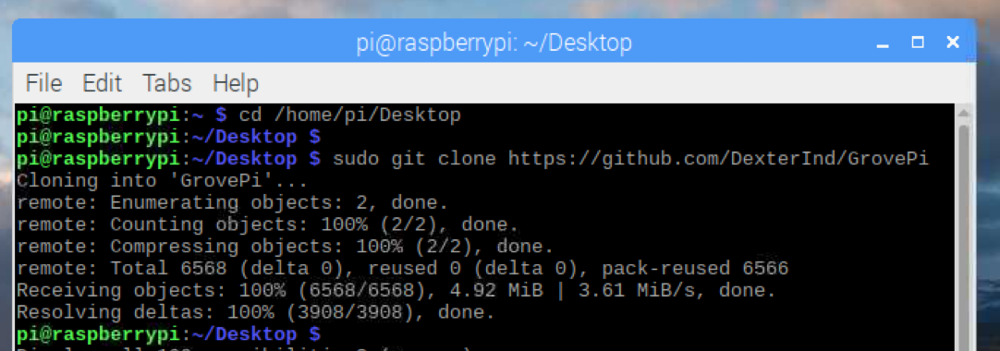 pi@raspberrypi: ~/Desktop
File Edit Tabs Help
pi@raspberrypi:~ $ cd /home/pi/Desktop
pi@raspberrypi:~/Desktop $
pi@raspberrypi:~/Desktop $ sudo git clone https://github.com/DexterInd/GrovePi
Cloning into 'GrovePi'...
remote: Enumerating objects: 2, done.
remote: Counting objects: 100% (2/2), done.
remote: Compressing objects: 100% (2/2), done.
remote: Total 6568 (delta 0), reused 0 (delta 0), pack-reused 6566
Receiving objects: 100% (6568/6568), 4.92 MiB | 3.61 MiB/s, done.
Resolving deltas: 100% (3908/3908), done.
pi@raspberrypi:~/Desktop $